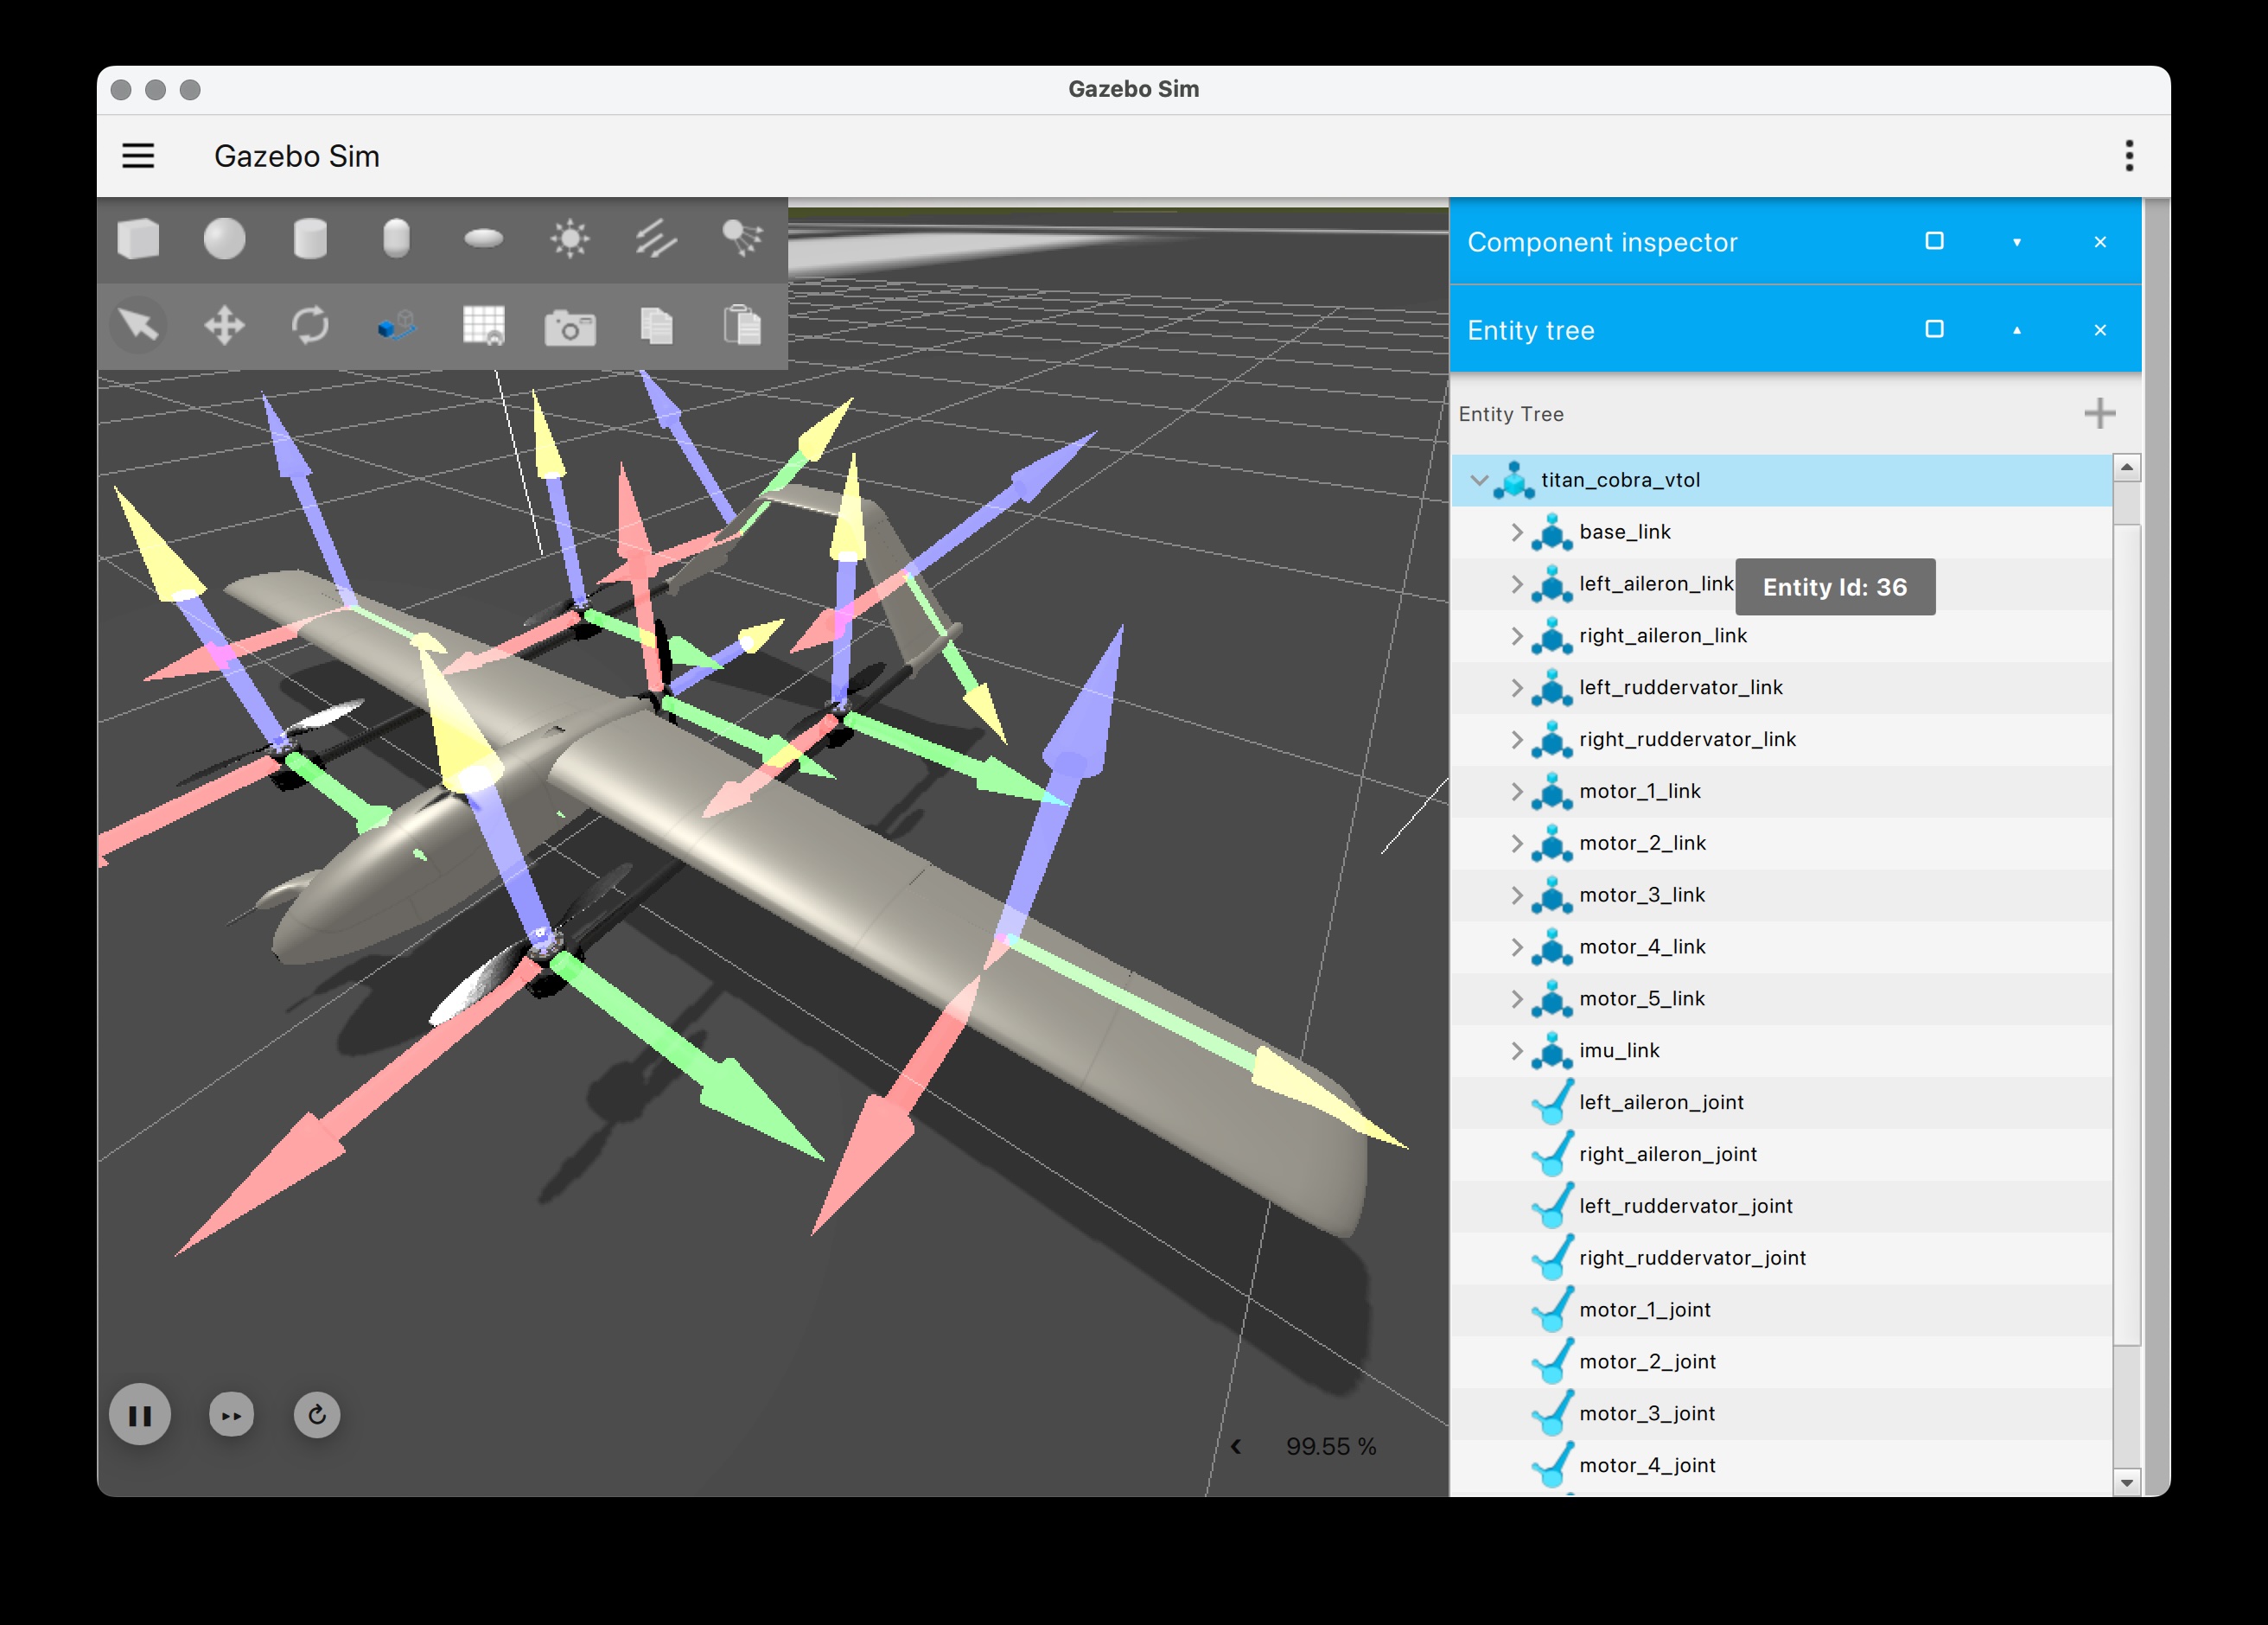 Gazebo Sim
Gazebo Sim
Component inspector
Entity tree
Entity Tree
titan_cobra_vtol
base_link
left_aileron_link
Entity Id: 36
right_aileron_link
left_ruddervator_link
right_ruddervator_link
motor_1_link
motor_2_link
motor_3_link
motor_4_link
motor_5_link
imu_link
left_aileron_joint
right_aileron_joint
left_ruddervator_joint
right_ruddervator_joint
motor_1_joint
motor_2_joint
motor_3_joint
motor_4_joint
99.55 %